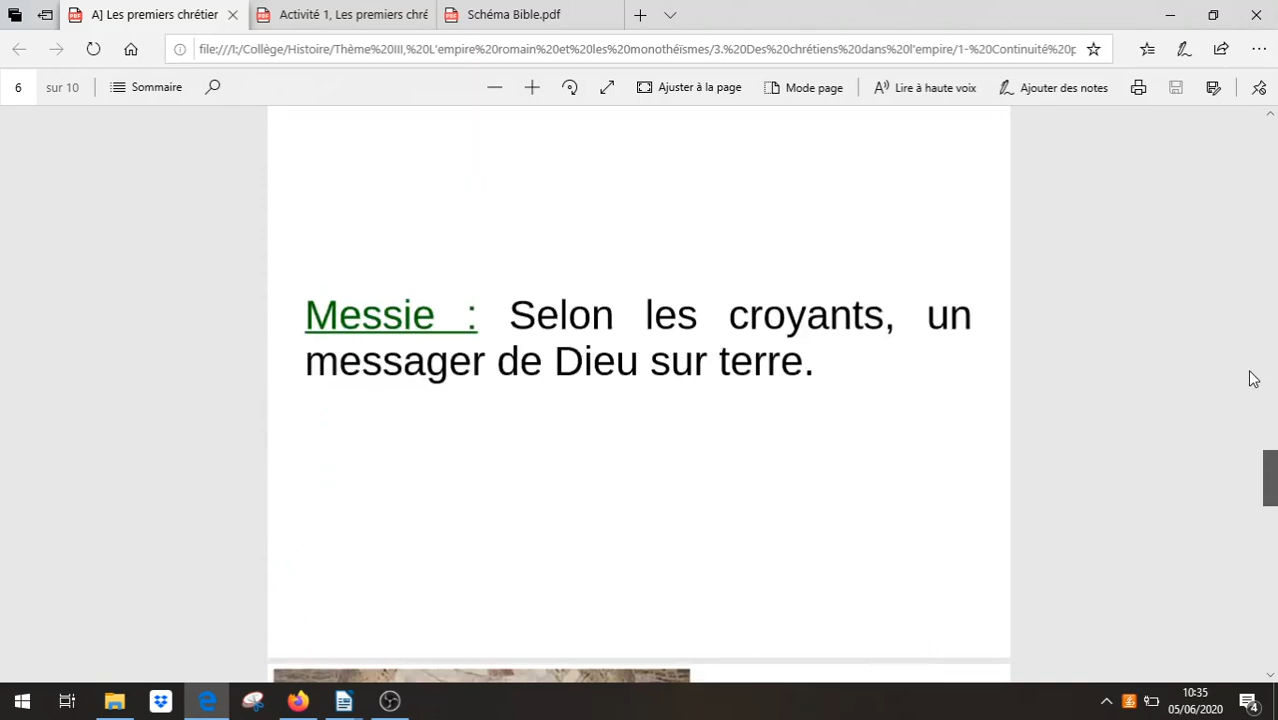 A] Les premiers chrétier
Activité 1, Les premiers chré
Schéma Bible.pdf
file:///I:/Collège/Histoire/Thème%20III,%20L'empire%20romain%20et%20les%20monothéïsmes/3.%20Des%20chrétiens%20dans%20l'empire/1-%20Continuité%20p
6 sur 10
Sommaire
Ajuster à la page
Mode page
Lire à haute voix
Ajouter des notes
Messie : Selon les croyants, un
messager de Dieu sur terre.
10:35
05/06/2020
4